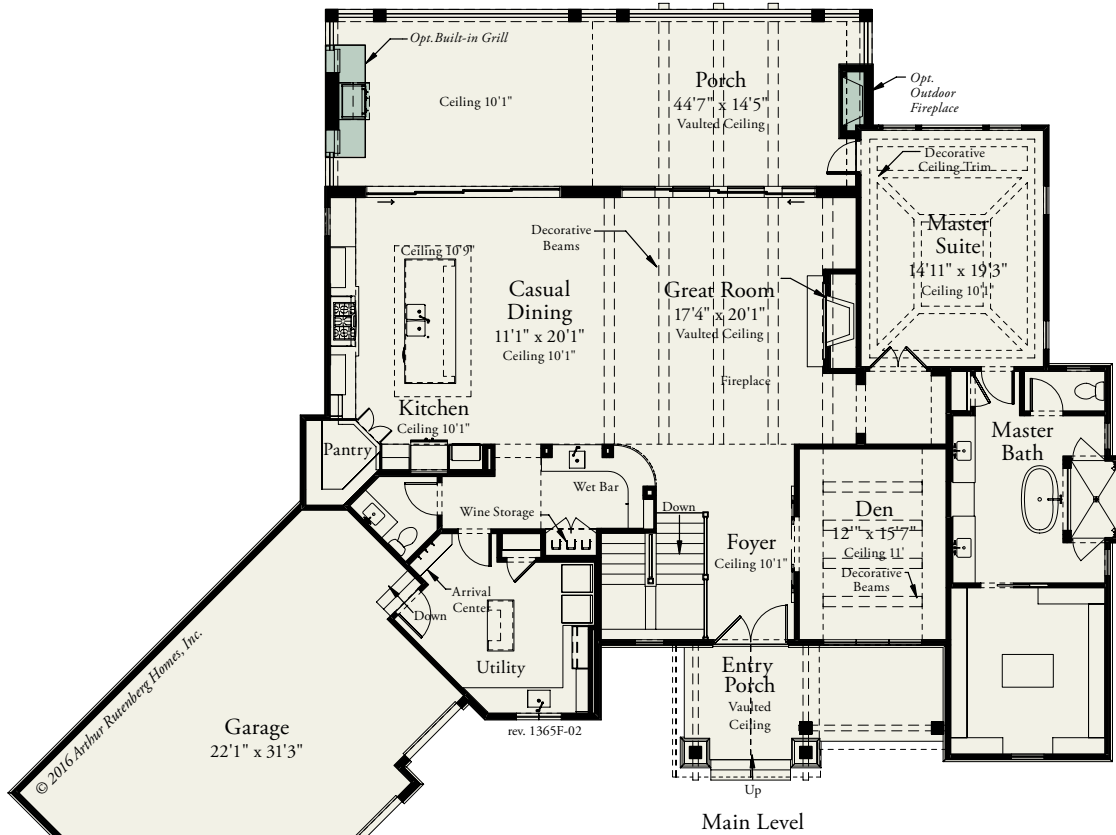 Opt. Built-in Grill
Ceiling 10'1"
Porch
44'7" x 14'5"
Vaulted Ceiling
Opt.
Outdoor
Fireplace
Decorative
Ceiling Trim
Master
Suite
14'11" x 19'3"
Ceiling 10'1"
Decorative
Beams
Ceiling 10'9"
Casual
Dining
11'1" x 20'1"
Ceiling 10'1"
Great Room
17'4" x 20'1"
Vaulted Ceiling
Fireplace
Kitchen
Ceiling 10'1"
Pantry
Master
Bath
Wet Bar
Wine Storage
Down
Den
12'" x 15'7"
Ceiling 11'
Decorative
Beams
Foyer
Ceiling 10'1"
Arrival
Center
Down
Utility
Entry
Porch
Vaulted
Ceiling
© 2016 Arthur Rutenberg Homes, Inc.
Garage
22'1" x 31'3"
rev. 1365F-02
Up
Main Level